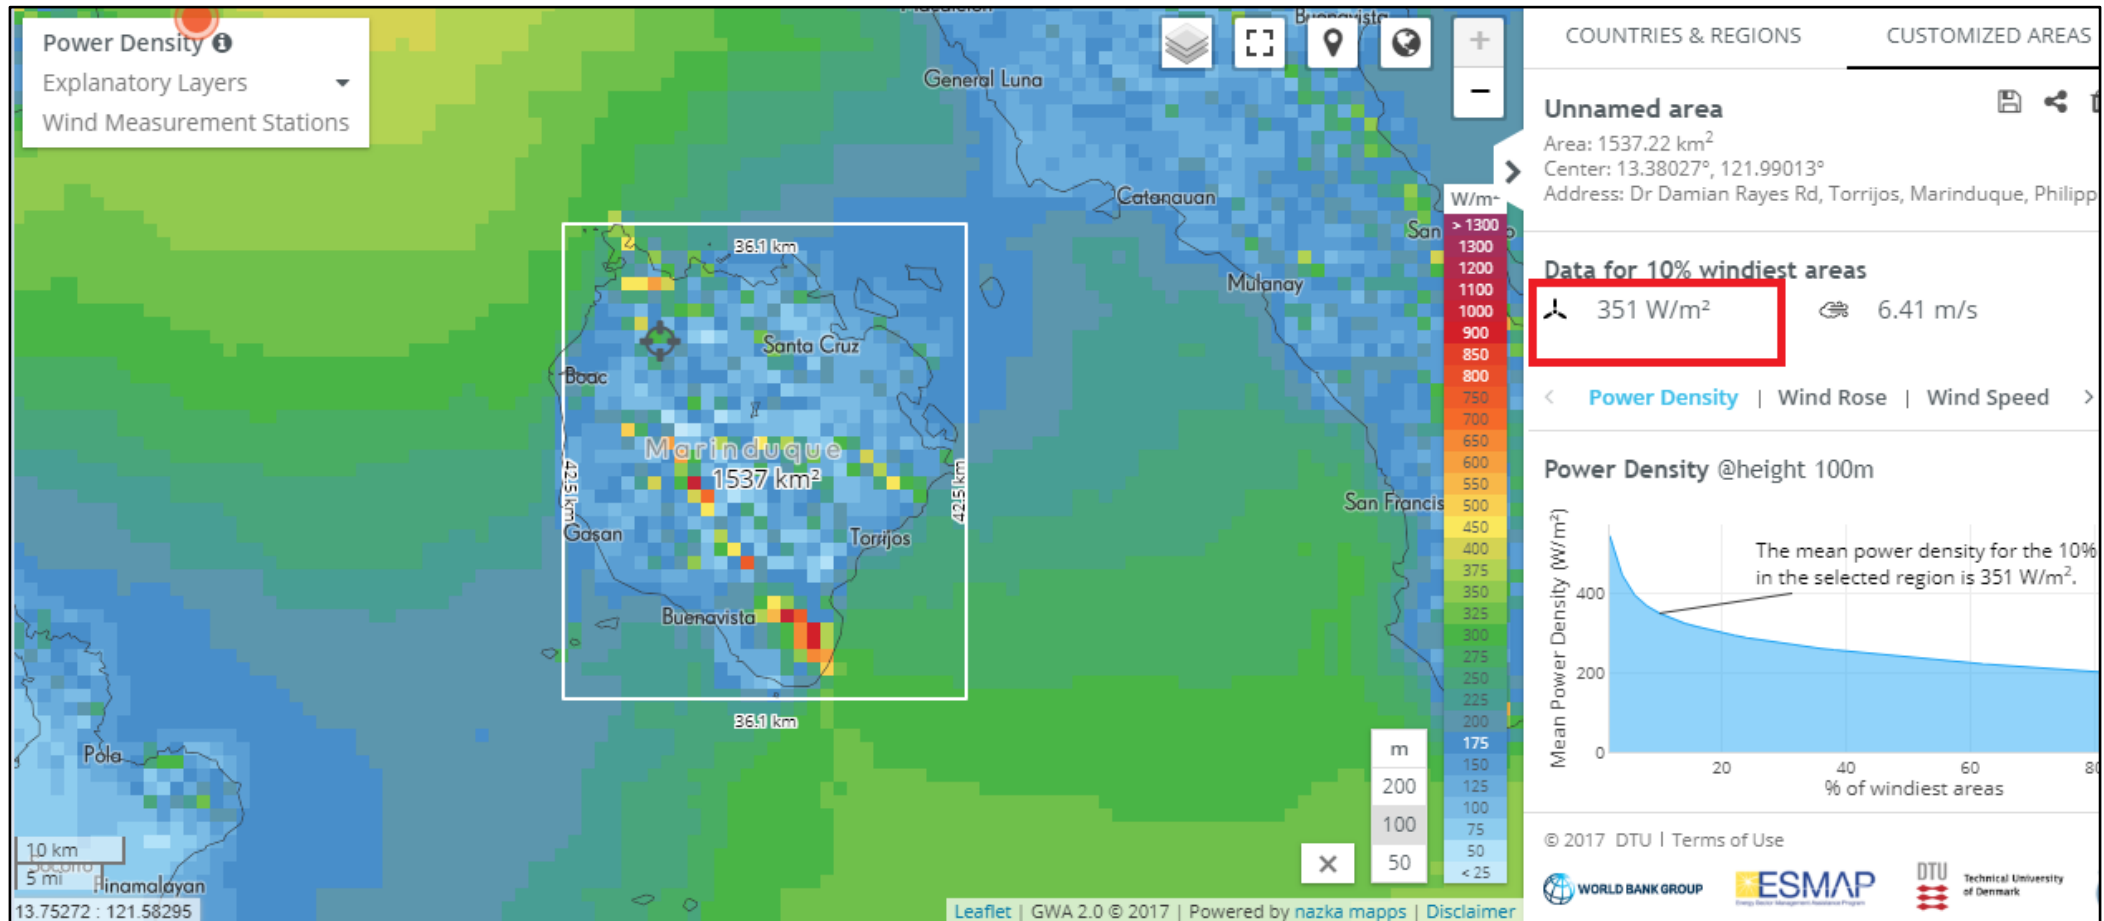 Power Density
Explanatory Layers
Wind Measurement Stations
Buenavista
General Luna
Catanauan
San
Mulanay
36.1 km
Santa Cruz
Boac
Marinduque
1537 km²
42.5 km
42.5 km
San Francis
Gasan
Torrijos
Buenavista
36.1 km
Pola
10 km
Socorro
5 mi
Pinamalayan
13.75272 : 121.58295
+
−
W/m²
> 1300
1300
1200
1100
1000
900
850
800
750
700
650
600
550
500
450
400
375
350
325
300
275
250
225
200
175
150
125
100
75
50
< 25
m
200
100
50
Leaflet | GWA 2.0 © 2017 | Powered by nazka mapps | Disclaimer
COUNTRIES & REGIONS
CUSTOMIZED AREAS
Unnamed area
Area: 1537.22 km²
Center: 13.38027°, 121.99013°
Address: Dr Damian Rayes Rd, Torrijos, Marinduque, Philipp
Data for 10% windiest areas
351 W/m²
6.41 m/s
< Power Density | Wind Rose | Wind Speed >
Power Density @height 100m
Mean Power Density (W/m²)
The mean power density for the 10%
in the selected region is 351 W/m².
400
200
0
20
40
60
80
% of windiest areas
© 2017 DTU | Terms of Use
WORLD BANK GROUP
ESMAP
Energy Sector Management Assistance Program
DTU
Technical University
of Denmark